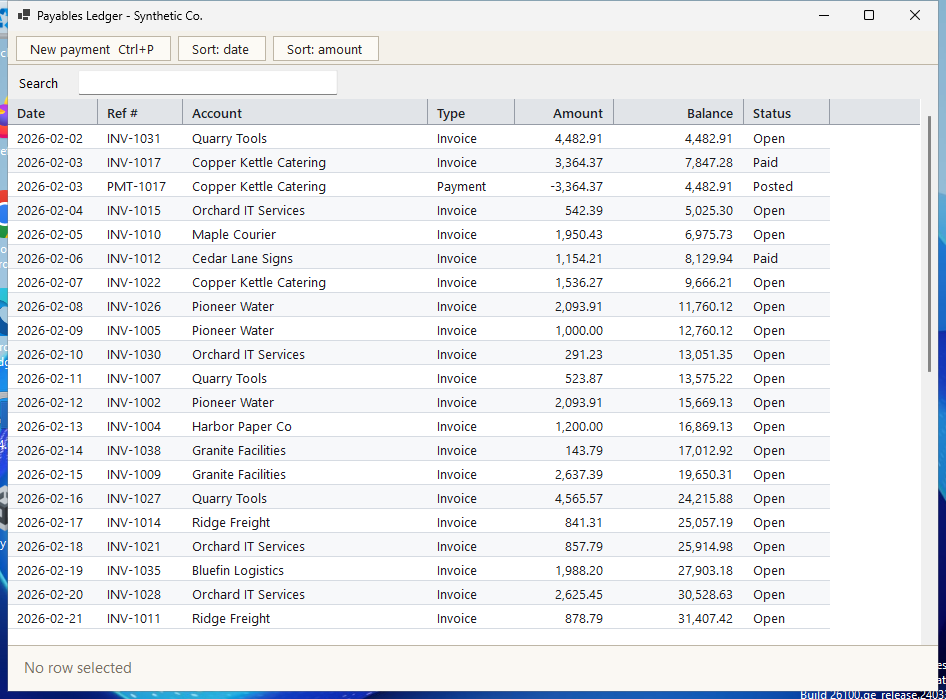 Payables Ledger - Synthetic Co.
New payment Ctrl+P Sort: date Sort: amount
Search
Date Ref # Account Type Amount Balance Status
2026-02-02 INV-1031 Quarry Tools Invoice 4,482.91 4,482.91 Open
2026-02-03 INV-1017 Copper Kettle Catering Invoice 3,364.37 7,847.28 Paid
2026-02-03 PMT-1017 Copper Kettle Catering Payment -3,364.37 4,482.91 Posted
2026-02-04 INV-1015 Orchard IT Services Invoice 542.39 5,025.30 Open
2026-02-05 INV-1010 Maple Courier Invoice 1,950.43 6,975.73 Open
2026-02-06 INV-1012 Cedar Lane Signs Invoice 1,154.21 8,129.94 Paid
2026-02-07 INV-1022 Copper Kettle Catering Invoice 1,536.27 9,666.21 Open
2026-02-08 INV-1026 Pioneer Water Invoice 2,093.91 11,760.12 Open
2026-02-09 INV-1005 Pioneer Water Invoice 1,000.00 12,760.12 Open
2026-02-10 INV-1030 Orchard IT Services Invoice 291.23 13,051.35 Open
2026-02-11 INV-1007 Quarry Tools Invoice 523.87 13,575.22 Open
2026-02-12 INV-1002 Pioneer Water Invoice 2,093.91 15,669.13 Open
2026-02-13 INV-1004 Harbor Paper Co Invoice 1,200.00 16,869.13 Open
2026-02-14 INV-1038 Granite Facilities Invoice 143.79 17,012.92 Open
2026-02-15 INV-1009 Granite Facilities Invoice 2,637.39 19,650.31 Open
2026-02-16 INV-1027 Quarry Tools Invoice 4,565.57 24,215.88 Open
2026-02-17 INV-1014 Ridge Freight Invoice 841.31 25,057.19 Open
2026-02-18 INV-1021 Orchard IT Services Invoice 857.79 25,914.98 Open
2026-02-19 INV-1035 Bluefin Logistics Invoice 1,988.20 27,903.18 Open
2026-02-20 INV-1028 Orchard IT Services Invoice 2,625.45 30,528.63 Open
2026-02-21 INV-1011 Ridge Freight Invoice 878.79 31,407.42 Open
No row selected
Build 26100.ge_release.2403